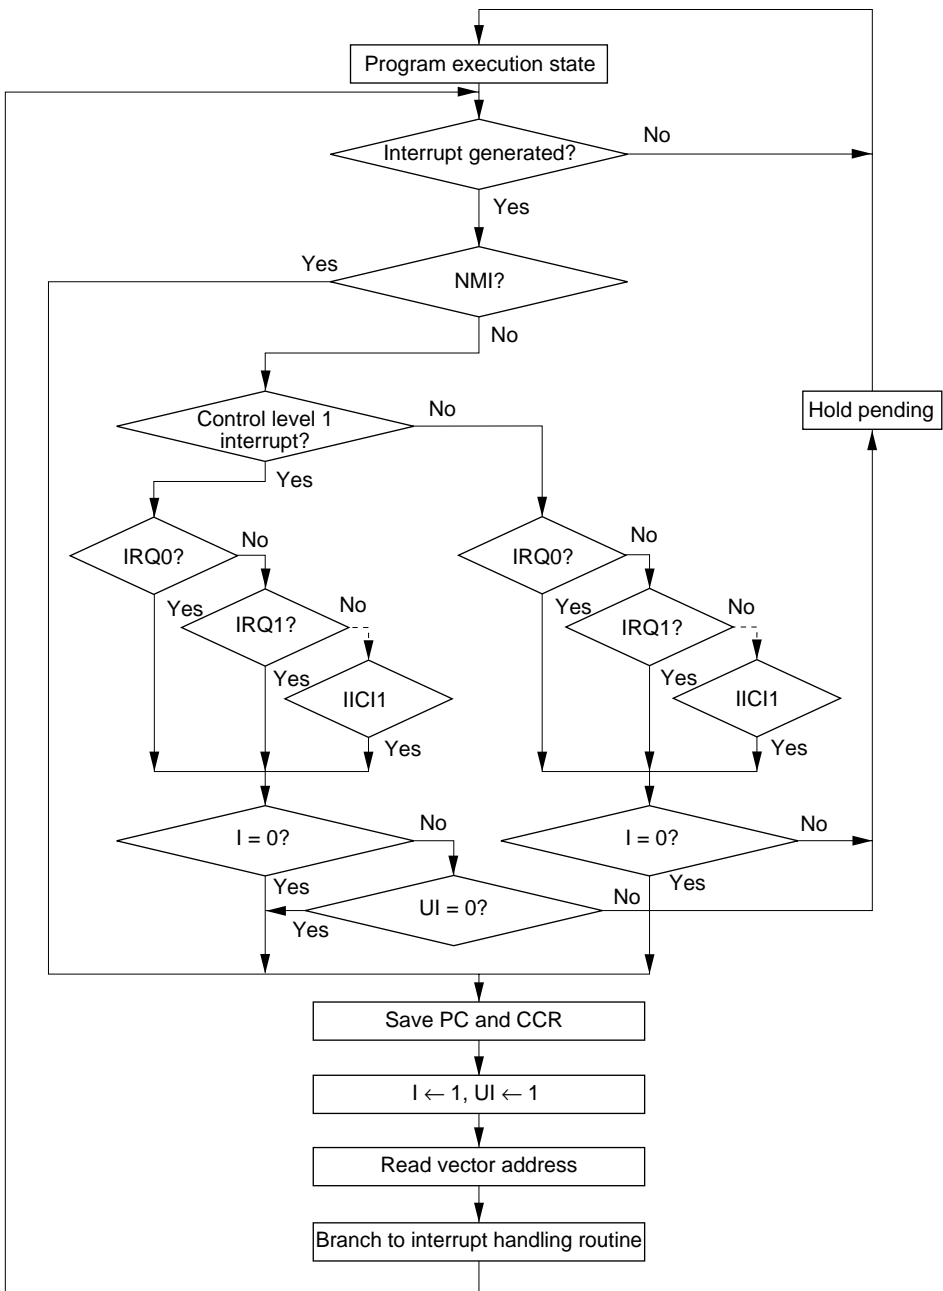 Program execution state
No
Interrupt generated?
Yes
Yes
NMI?
No
Control level 1
interrupt?
No
Hold pending
Yes
IRQ0?
No
IRQ0?
No
Yes
IRQ1?
No
Yes
IRQ1?
No
Yes
IICI1
Yes
IICI1
Yes
Yes
I = 0?
No
I = 0?
No
Yes
Yes
UI = 0?
No
Yes
Save PC and CCR
I ← 1, UI ← 1
Read vector address
Branch to interrupt handling routine